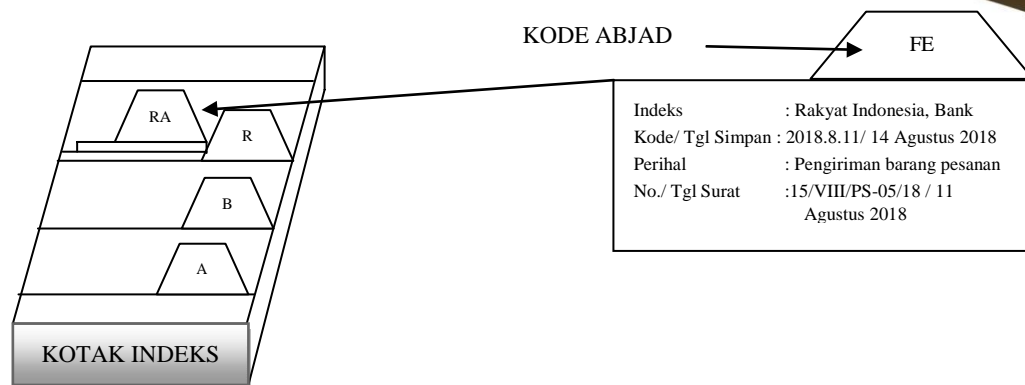 KODE ABJAD
FE
Indeks : Rakyat Indonesia, Bank
Kode/ Tgl Simpan : 2018.8.11/ 14 Agustus 2018
Perihal : Pengiriman barang pesanan
No./ Tgl Surat :15/VIII/PS-05/18 / 11
Agustus 2018
RA
R
B
A
KOTAK INDEKS